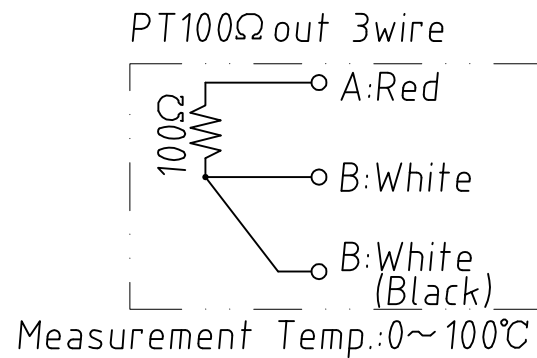 PT100Ω out 3wire
A:Red
100Ω
B:White
B:White
(Black)
Measurement Temp.:0~100℃